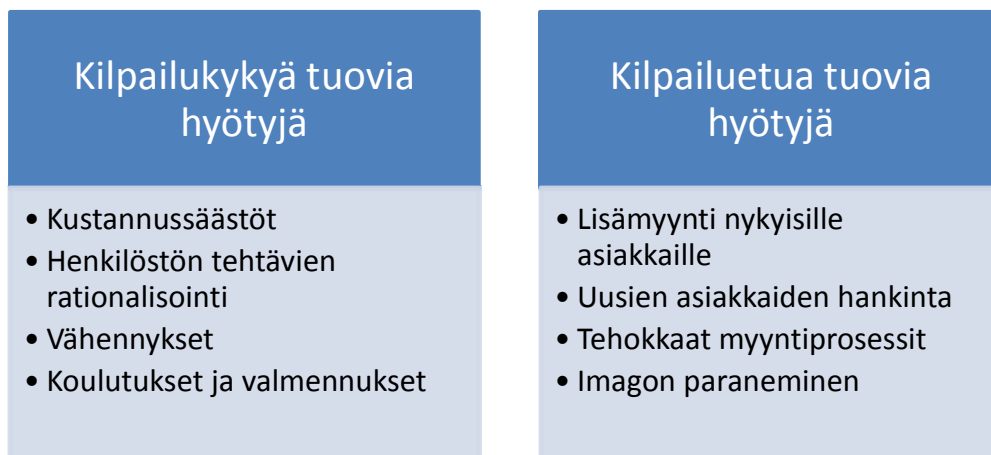 Kilpailukykyä tuovia
hyötyjä
• Kustannussäästöt
• Henkilöstön tehtävien
rationalisointi
• Vähennykset
• Koulutukset ja valmennukset
Kilpailuetua tuovia
hyötyjä
• Lisämyynti nykyisille
asiakkaille
• Uusien asiakkaiden hankinta
• Tehokkaat myyntiprosessit
• Imagon paraneminen